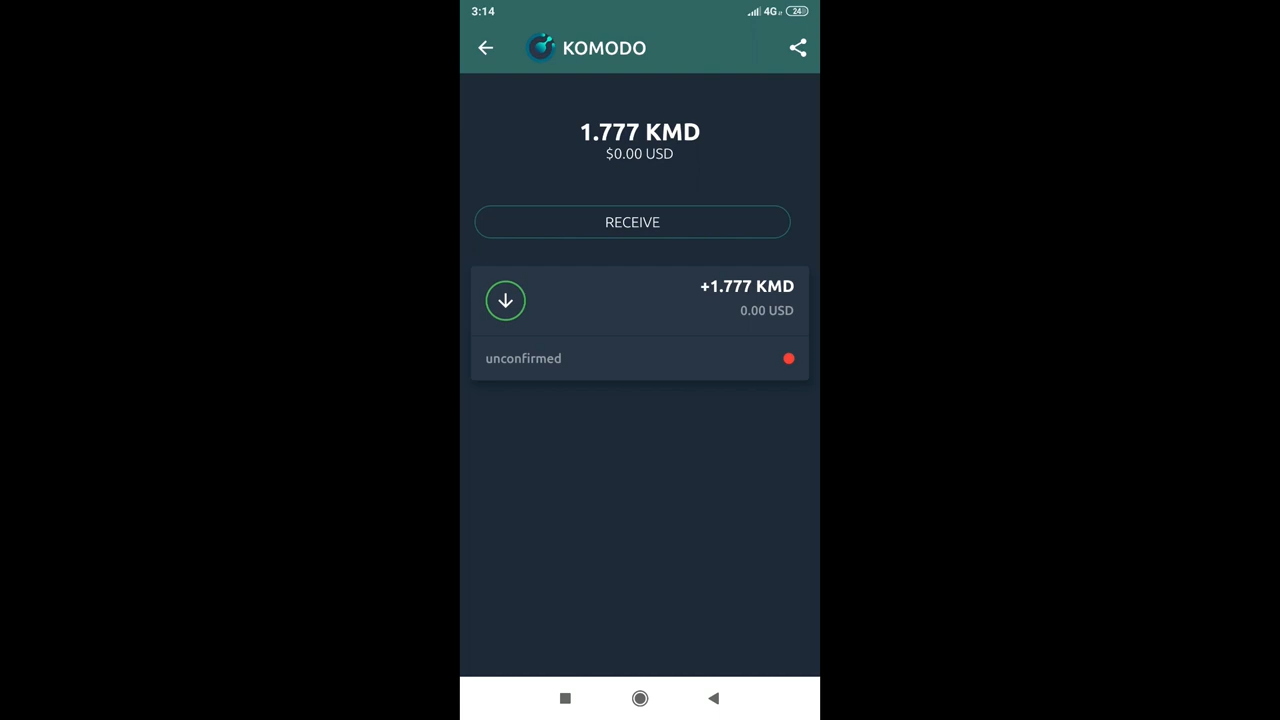 3:14
4G
24
KOMODO
1.777 KMD
$0.00 USD
RECEIVE
+1.777 KMD
0.00 USD
unconfirmed